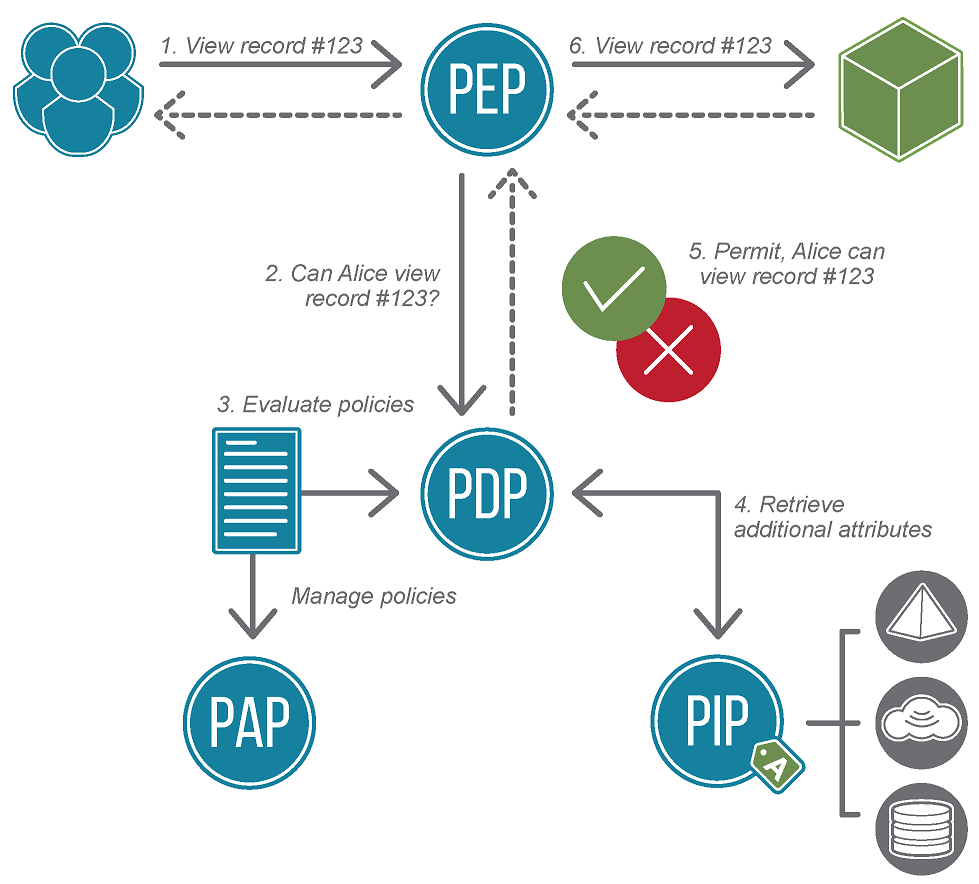 1. View record #123
PEP
6. View record #123
2. Can Alice view
record #123?
5. Permit, Alice can
view record #123
3. Evaluate policies
PDP
4. Retrieve
additional attributes
Manage policies
PAP
PIP
A